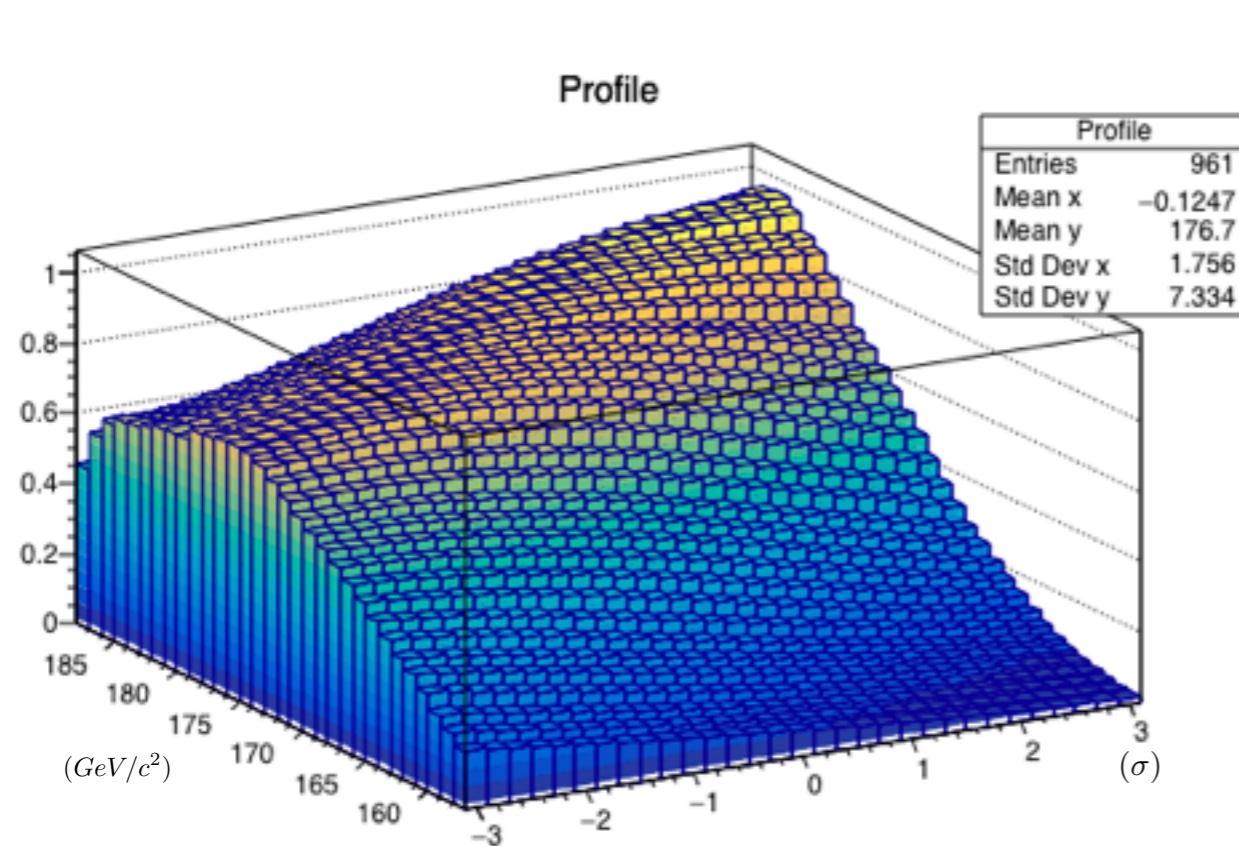 Profile
Profile
Entries 961
Mean x −0.1247
Mean y 176.7
Std Dev x 1.756
Std Dev y 7.334
1
0.8
0.6
0.4
0.2
0
185
180
175
170
165
160
(GeV/c²)
−3
−2
−1
0
1
2
3
(σ)